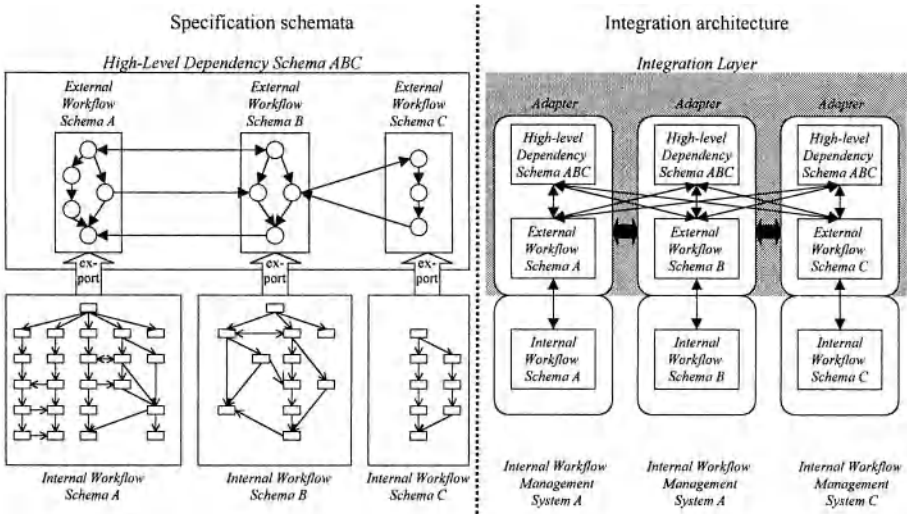 Specification schemata
High-Level Dependency Schema ABC
External
Workflow
Schema A
External
Workflow
Schema B
External
Workflow
Schema C
ex-
port
ex-
port
ex-
port
Internal Workflow
Schema A
Internal Workflow
Schema B
Internal Workflow
Schema C
Integration architecture
Integration Layer
Adapter
Adapter
Adapter
High-level
Dependency
Schema ABC
High-level
Dependency
Schema ABC
High-level
Dependency
Schema ABC
External
Workflow
Schema A
External
Workflow
Schema B
External
Workflow
Schema C
Internal
Workflow
Schema A
Internal
Workflow
Schema B
Internal
Workflow
Schema C
Internal Workflow
Management
System A
Internal Workflow
Management
System A
Internal Workflow
Management
System C